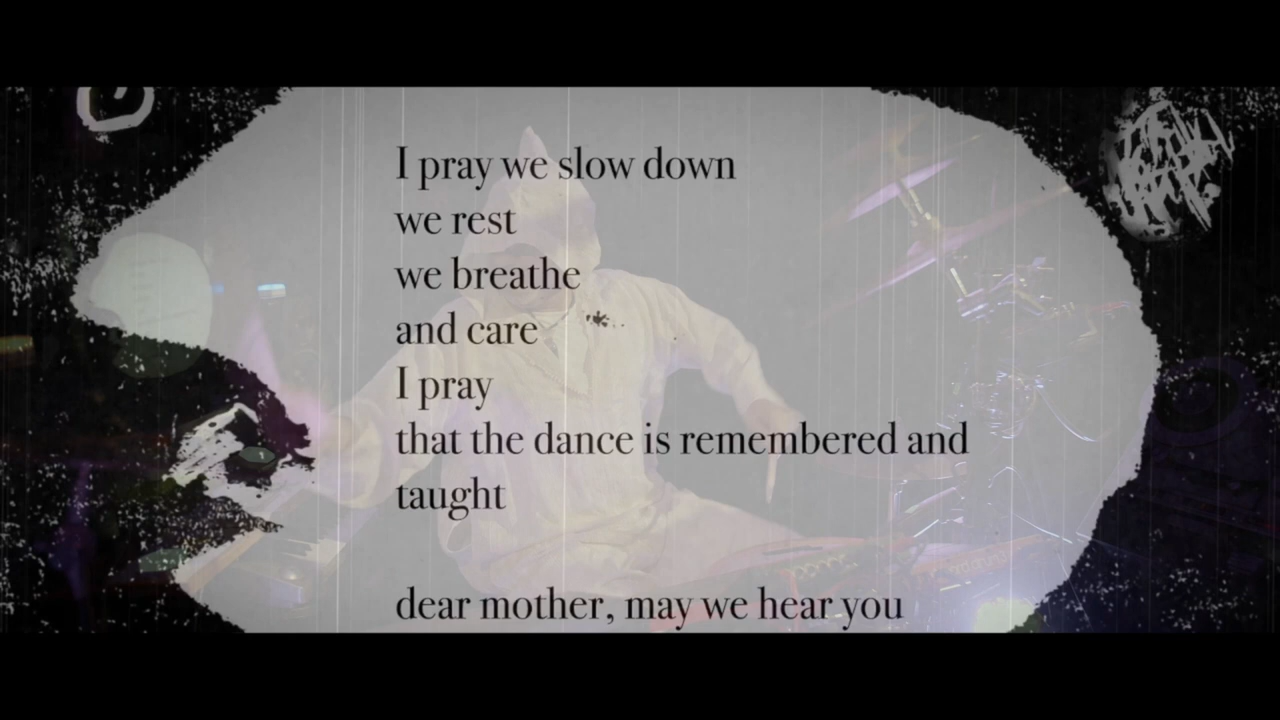 I pray we slow down
we rest
we breathe
and care
I pray
that the dance is remembered and
taught
dear mother, may we hear you